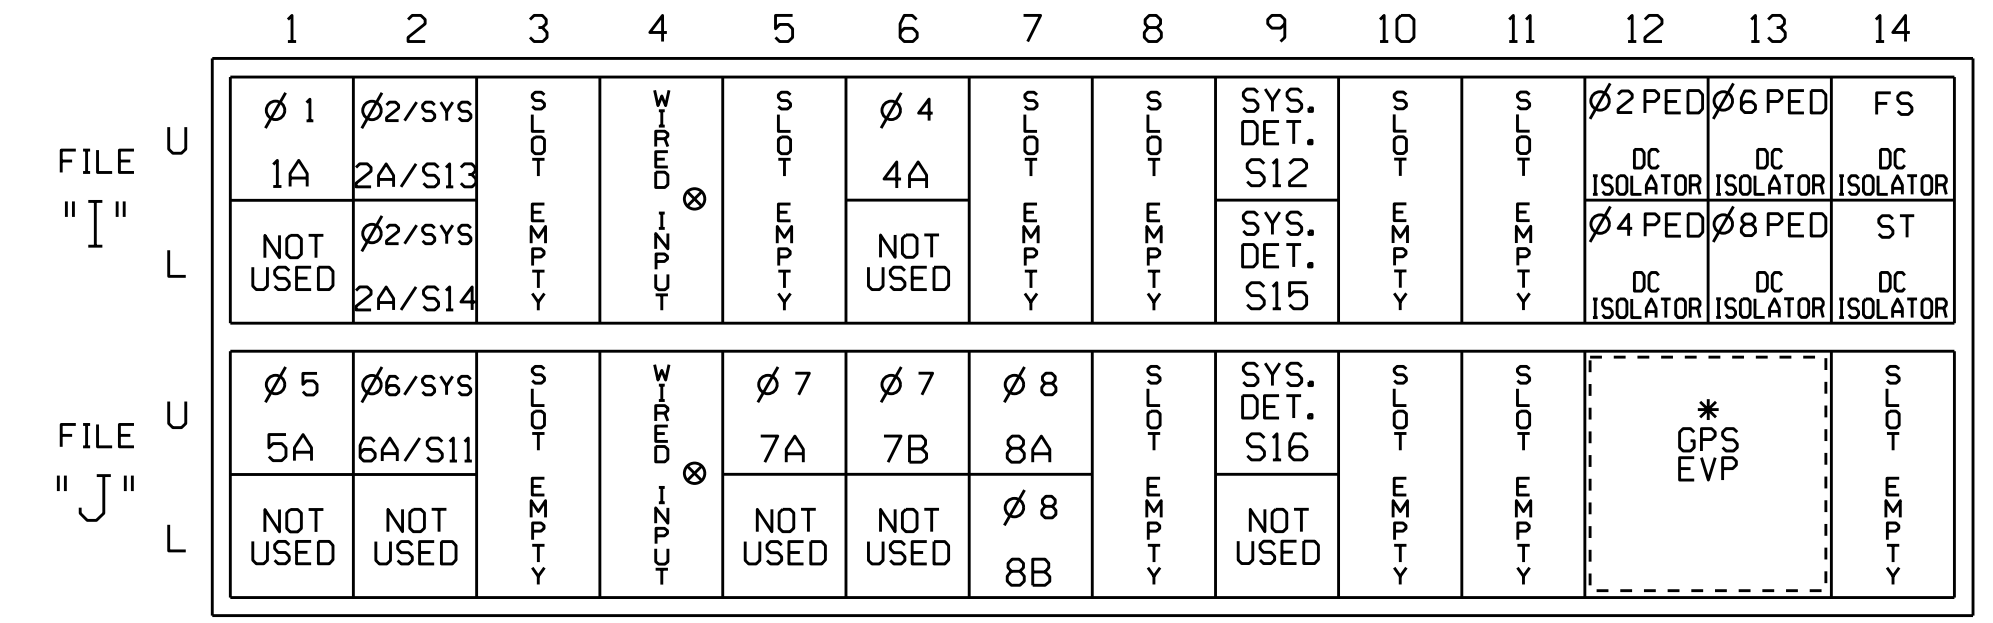 1 2 3 4 5 6 7 8 9 10 11 12 13 14
FILE
"I"
U
L
Ø 1
1A
NOT
USED
Ø2/SYS
2A/S13
Ø2/SYS
2A/S14
SLOT EMPTY
WIRED INPUT
⊗
SLOT EMPTY
Ø 4
4A
NOT
USED
SLOT EMPTY
SLOT EMPTY
SYS.
DET.
S12
SYS.
DET.
S15
SLOT EMPTY
SLOT EMPTY
Ø2 PED
DC
ISOLATOR
Ø4 PED
DC
ISOLATOR
Ø6 PED
DC
ISOLATOR
Ø8 PED
DC
ISOLATOR
FS
DC
ISOLATOR
ST
DC
ISOLATOR
FILE
"J"
U
L
Ø 5
5A
NOT
USED
Ø6/SYS
6A/S11
NOT
USED
SLOT EMPTY
WIRED INPUT
⊗
Ø 7
7A
NOT
USED
Ø 7
7B
NOT
USED
Ø 8
8A
Ø 8
8B
SLOT EMPTY
SYS.
DET.
S16
NOT
USED
SLOT EMPTY
SLOT EMPTY
*
GPS
EVP
SLOT EMPTY